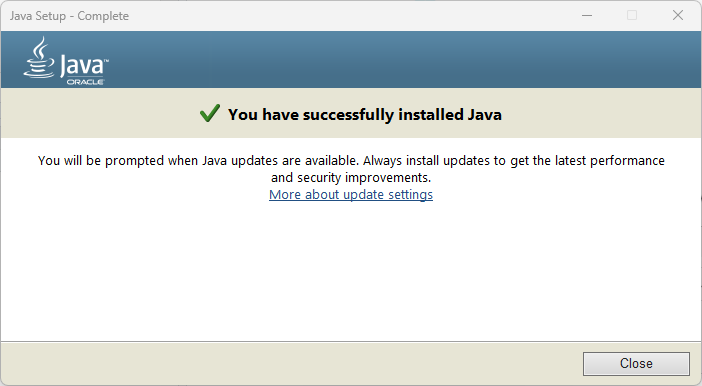 Java Setup - Complete
Java™
ORACLE
You have successfully installed Java
You will be prompted when Java updates are available. Always install updates to get the latest performance
and security improvements.
More about update settings
Close